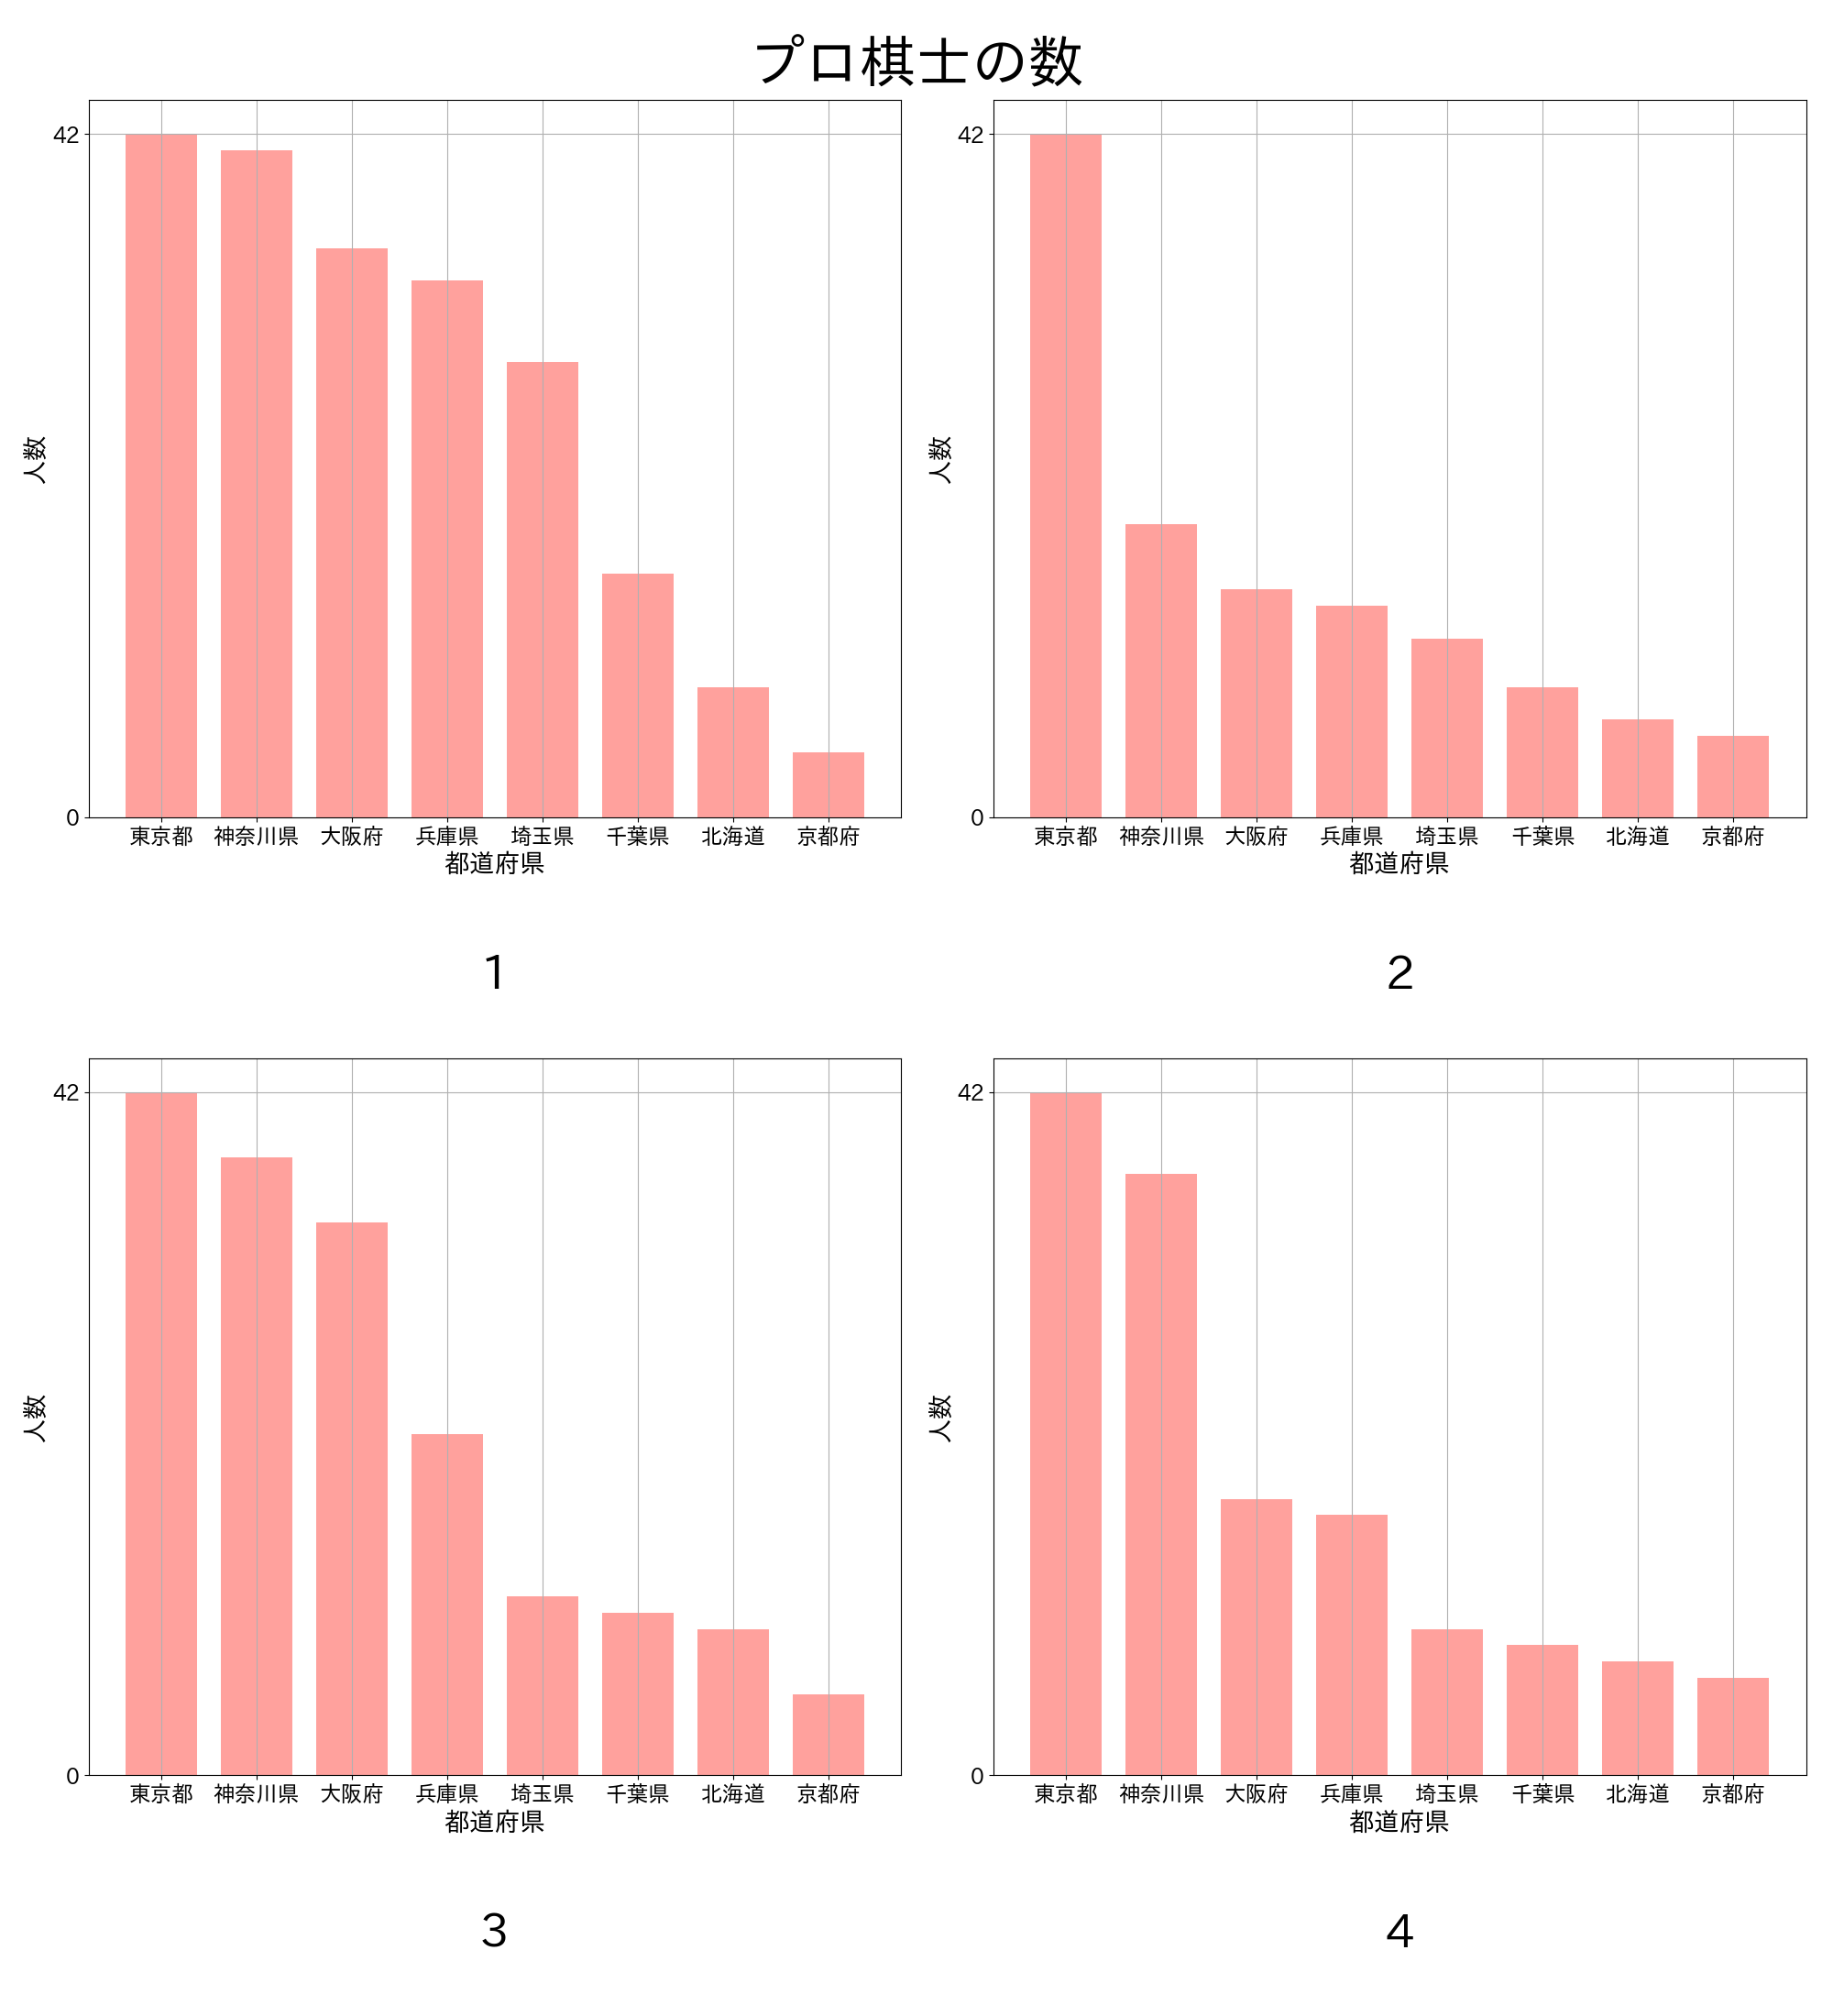 プロ棋士の数
42
0
人数
東京都 神奈川県 大阪府 兵庫県 埼玉県 千葉県 北海道 京都府
都道府県
1
42
0
人数
東京都 神奈川県 大阪府 兵庫県 埼玉県 千葉県 北海道 京都府
都道府県
2
42
0
人数
東京都 神奈川県 大阪府 兵庫県 埼玉県 千葉県 北海道 京都府
都道府県
3
42
0
人数
東京都 神奈川県 大阪府 兵庫県 埼玉県 千葉県 北海道 京都府
都道府県
4